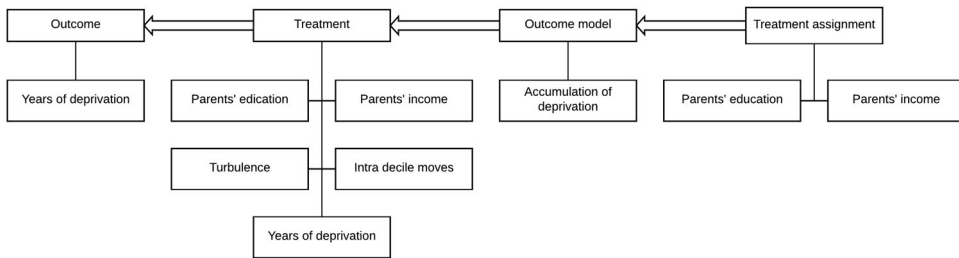 Outcome
Treatment
Outcome model
Treatment assignment
Years of deprivation
Parents' edication
Parents' income
Accumulation of
deprivation
Parents' education
Parents' income
Turbulence
Intra decile moves
Years of deprivation